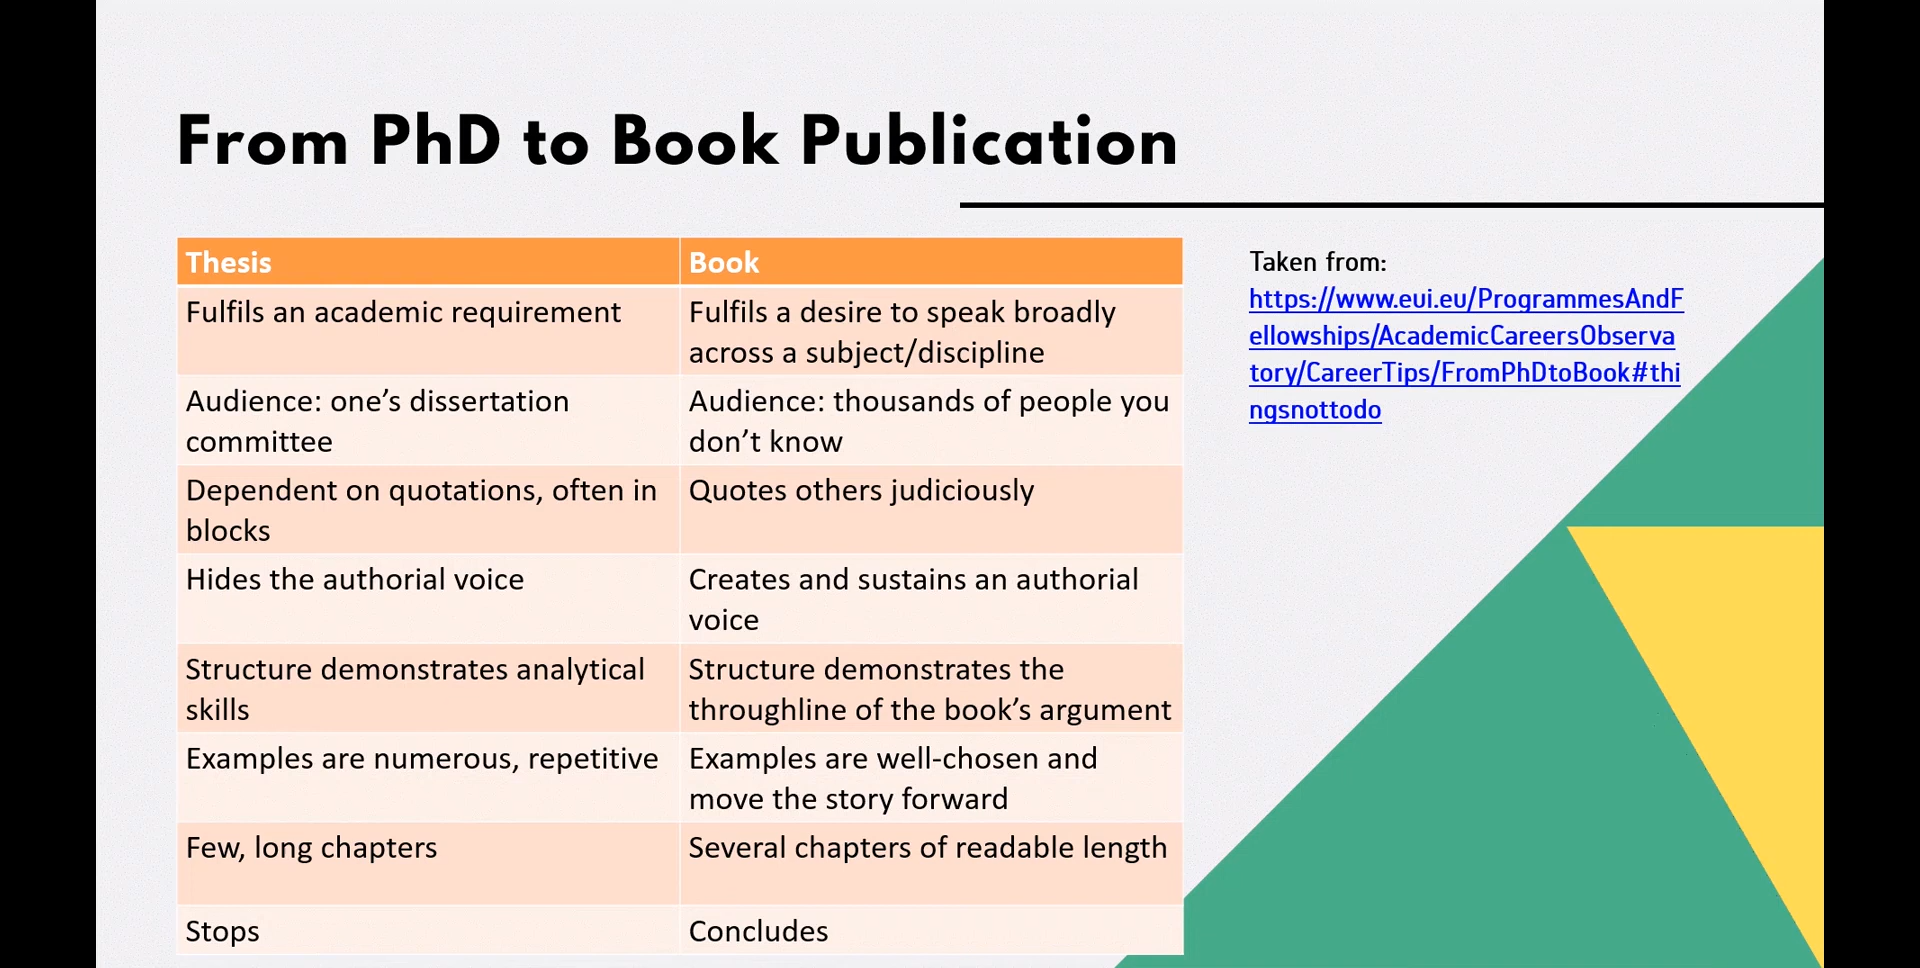 From PhD to Book Publication
Thesis
Book
Fulfils an academic requirement
Fulfils a desire to speak broadly
across a subject/discipline
Audience: one’s dissertation
committee
Audience: thousands of people you
don’t know
Dependent on quotations, often in
blocks
Quotes others judiciously
Hides the authorial voice
Creates and sustains an authorial
voice
Structure demonstrates analytical
skills
Structure demonstrates the
throughline of the book’s argument
Examples are numerous, repetitive
Examples are well-chosen and
move the story forward
Few, long chapters
Several chapters of readable length
Stops
Concludes
Taken from:
https://www.eui.eu/ProgrammesAndF
ellowships/AcademicCareersObserva
tory/CareerTips/FromPhDtoBook#thi
ngsnottodo